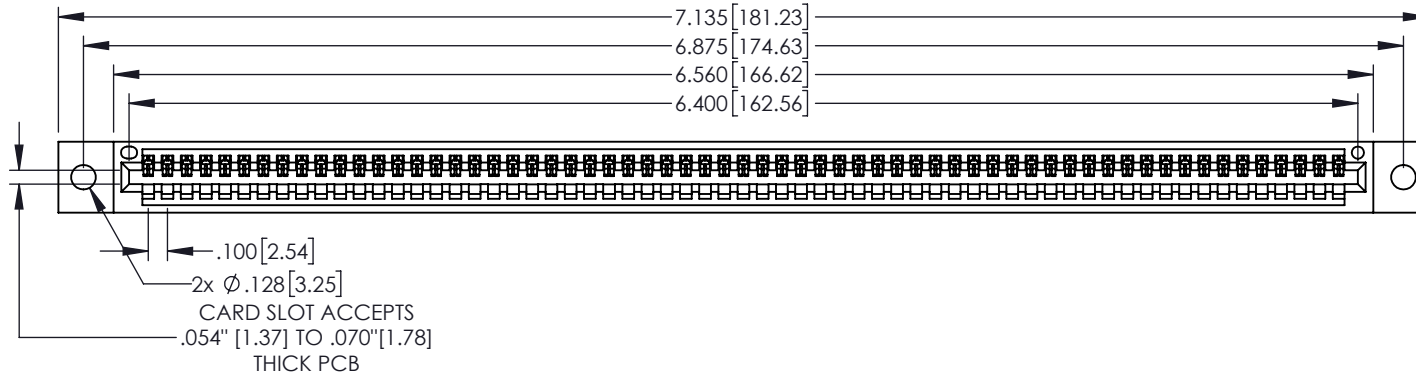 7.135[181.23]
6.875[174.63]
6.560[166.62]
6.400[162.56]
.100[2.54]
2x Ø.128[3.25]
CARD SLOT ACCEPTS
.054" [1.37] TO .070"[1.78]
THICK PCB